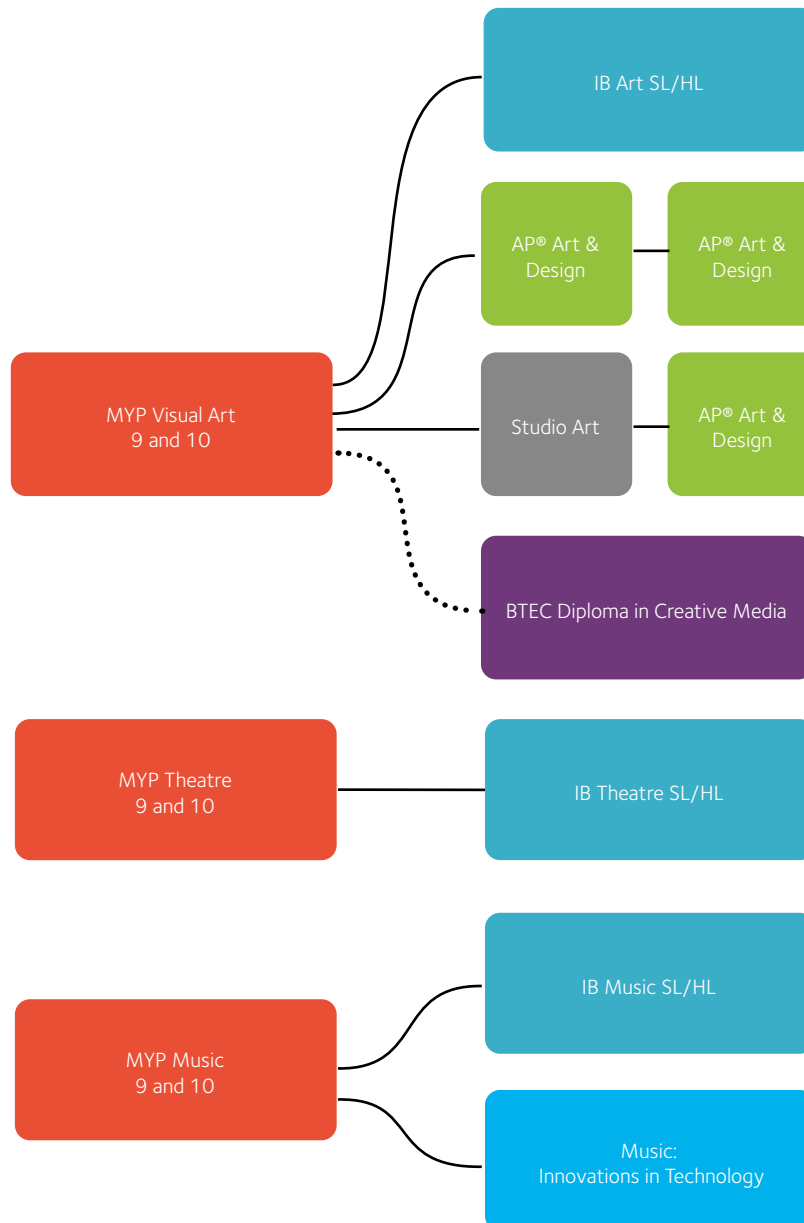 IB Art SL/HL
AP® Art &
Design
AP® Art &
Design
MYP Visual Art
9 and 10
Studio Art
AP® Art &
Design
BTEC Diploma in Creative Media
MYP Theatre
9 and 10
IB Theatre SL/HL
IB Music SL/HL
MYP Music
9 and 10
Music:
Innovations in Technology